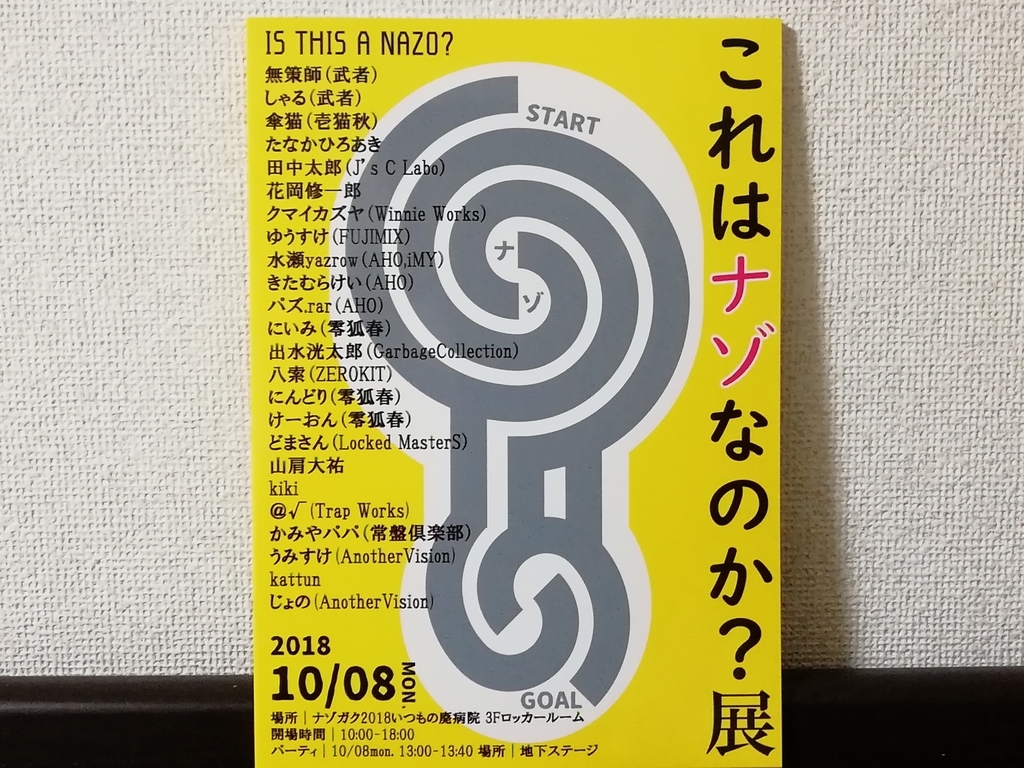 IS THIS A NAZO?
無策師(武者)
しゃる(武者)
傘猫(壱猫秋)
たなかひろあき
田中太郎(J's C Labo)
花岡修一郎
クマイカズヤ(Winnie Works)
ゆうすけ(FUJIMIX)
水瀬yazrow(AHO,iMY)
きたむらけい(AHO)
パズ.rar(AHO)
にいみ(零狐春)
出水洸太郎(GarbageCollection)
八索(ZEROKIT)
にんどり(零狐春)
けーおん(零狐春)
どまさん(Locked MasterS)
山肩大祐
kiki
@√(Trap Works)
かみやパパ(常盤倶楽部)
うみすけ(AnotherVision)
kattun
じょの(AnotherVision)
2018
10/08 MON.
場所|ナゾガク2018いつもの廃病院 3Fロッカールーム
開場時間|10:00-18:00
パーティ|10/08mon. 13:00-13:40 場所|地下ステージ
START
ナ
ゾ
GOAL
これはナゾなのか?展